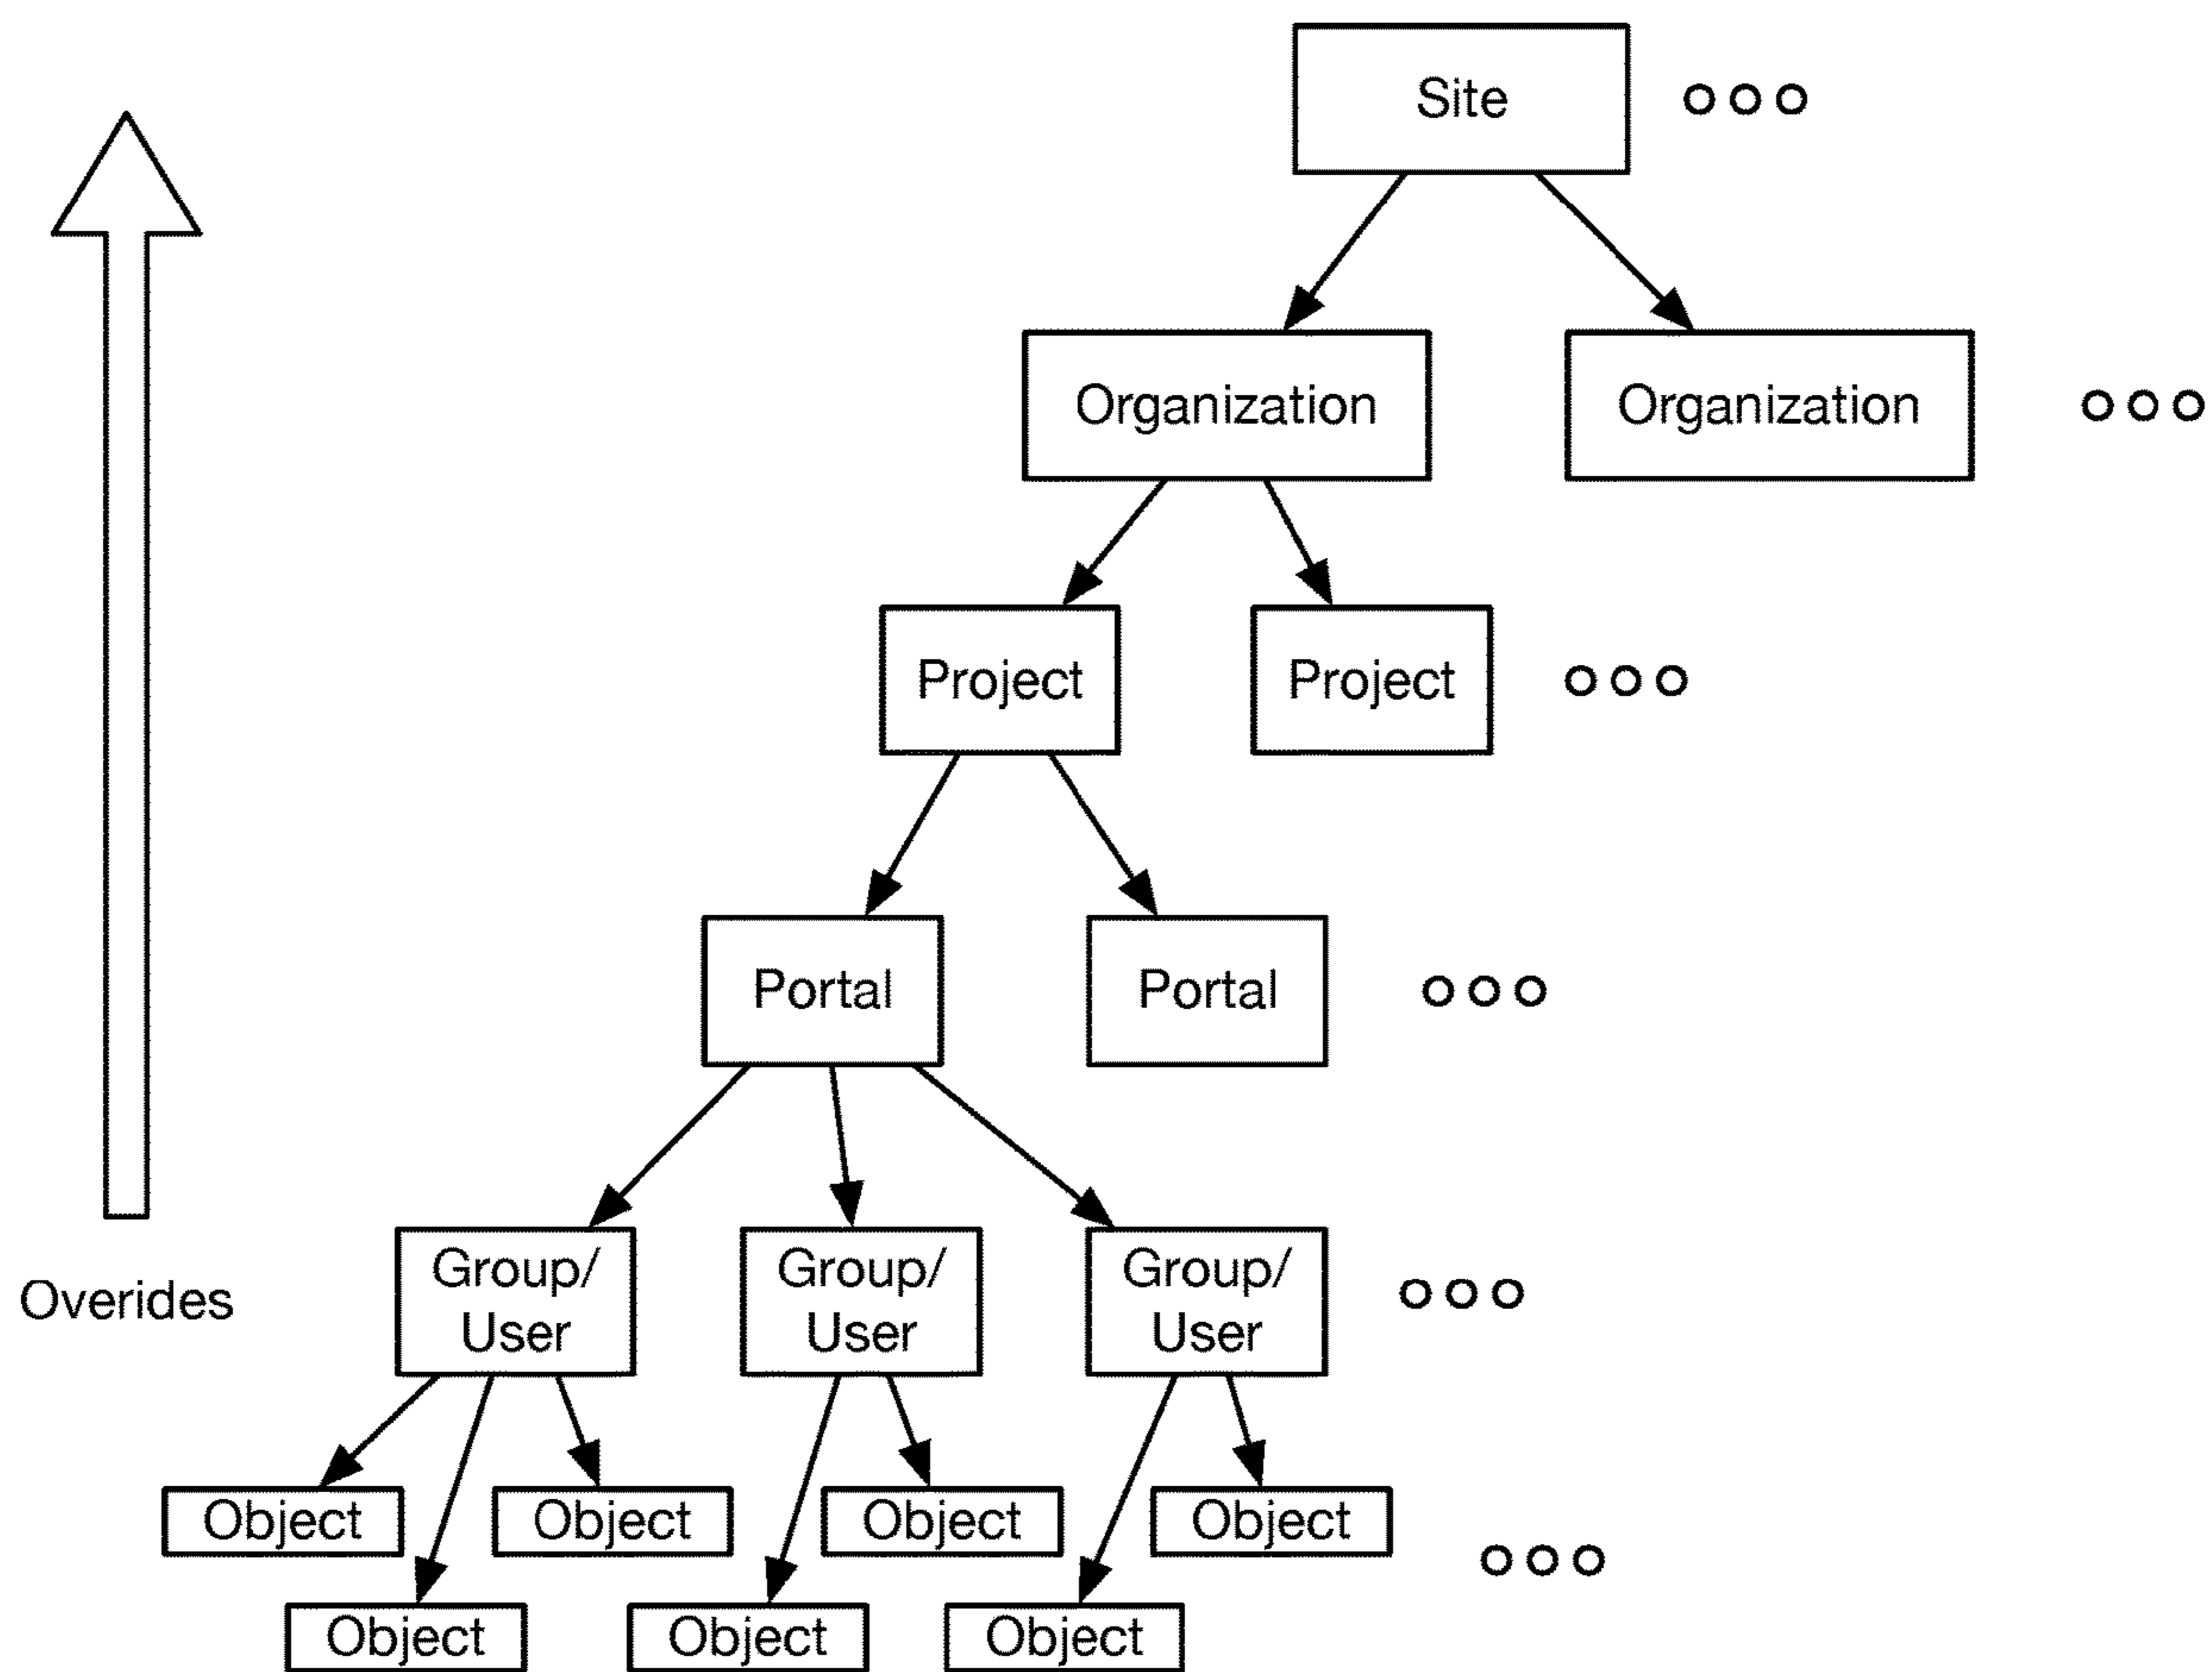 Site
Organization
Organization
Project
Project
Portal
Portal
Overides
Group/
User
Group/
User
Group/
User
Object
Object
Object
Object
Object
Object
Object